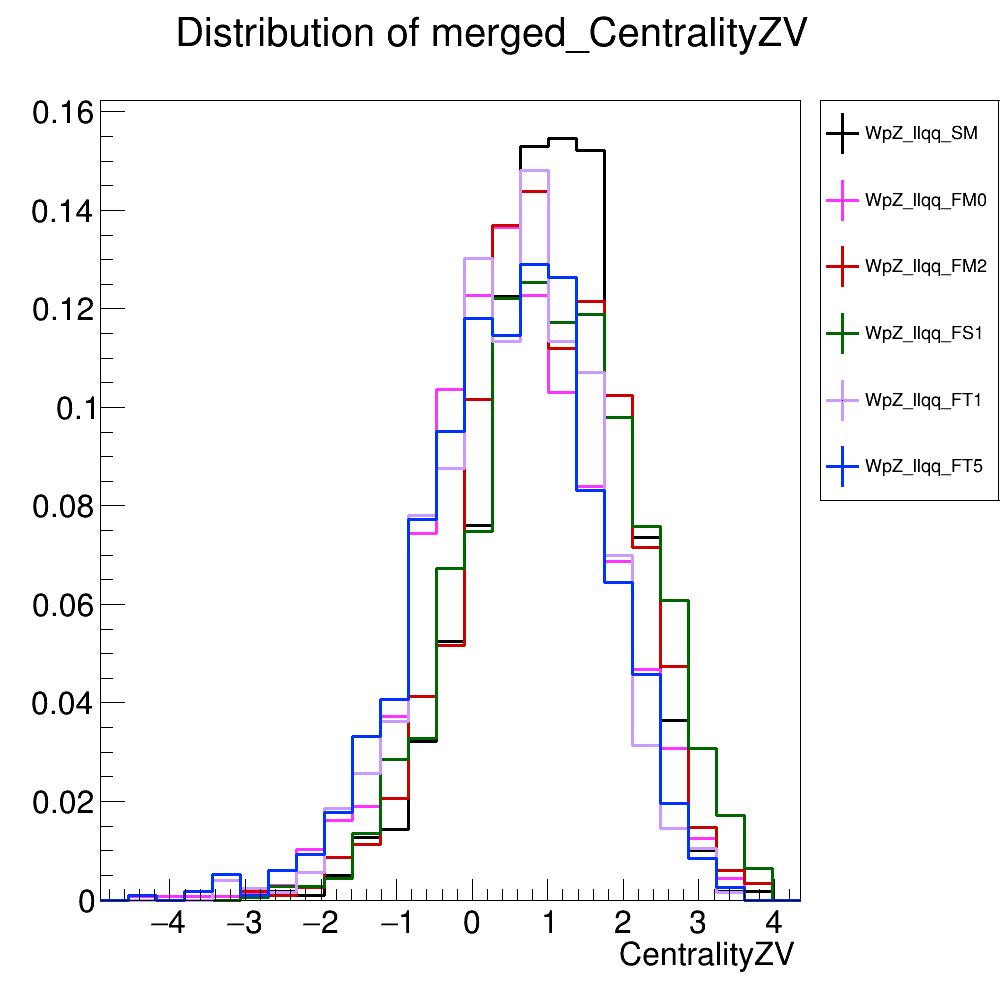 Distribution of merged_CentralityZV
0.16
0.14
0.12
0.1
0.08
0.06
0.04
0.02
0
−4 −3 −2 −1 0 1 2 3 4
CentralityZV
WpZ_llqq_SM
WpZ_llqq_FM0
WpZ_llqq_FM2
WpZ_llqq_FS1
WpZ_llqq_FT1
WpZ_llqq_FT5